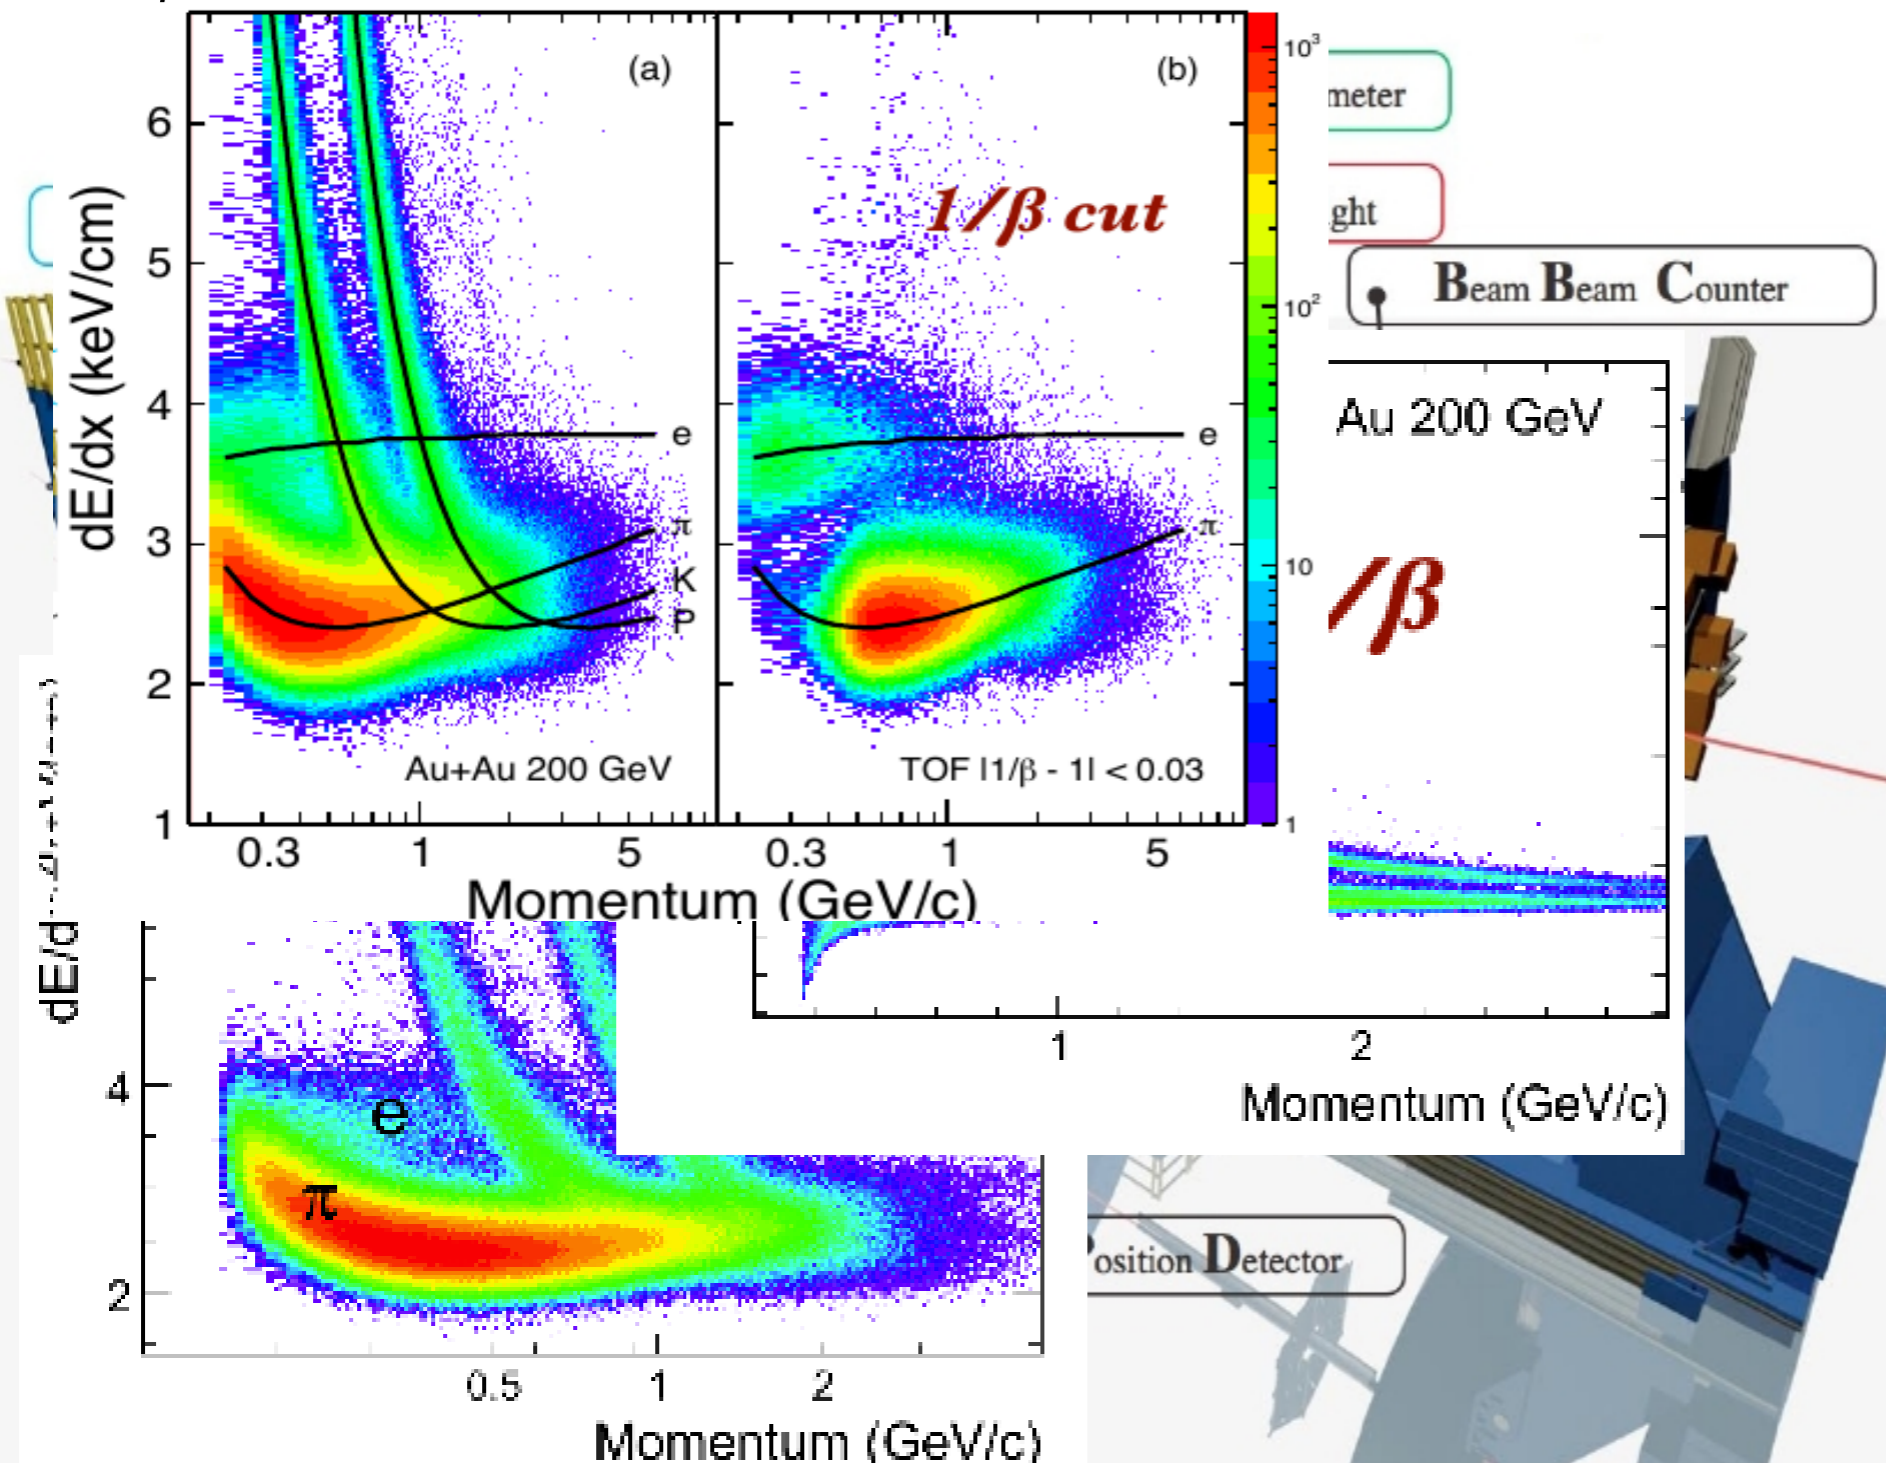 (a)
(b)
10³
meter
6
1/β cut
ght
5
Beam Beam Counter
10²
dE/dx (keV/cm)
4
e
e
Au 200 GeV
3
π
π
10
K
P
/β
2
Au+Au 200 GeV
TOF |1/β - 1| < 0.03
1
1
0.3
1
5
0.3
1
5
Momentum (GeV/c)
dE/d
1
2
4
e
Momentum (GeV/c)
π
osition Detector
2
0.5
1
2
Momentum (GeV/c)